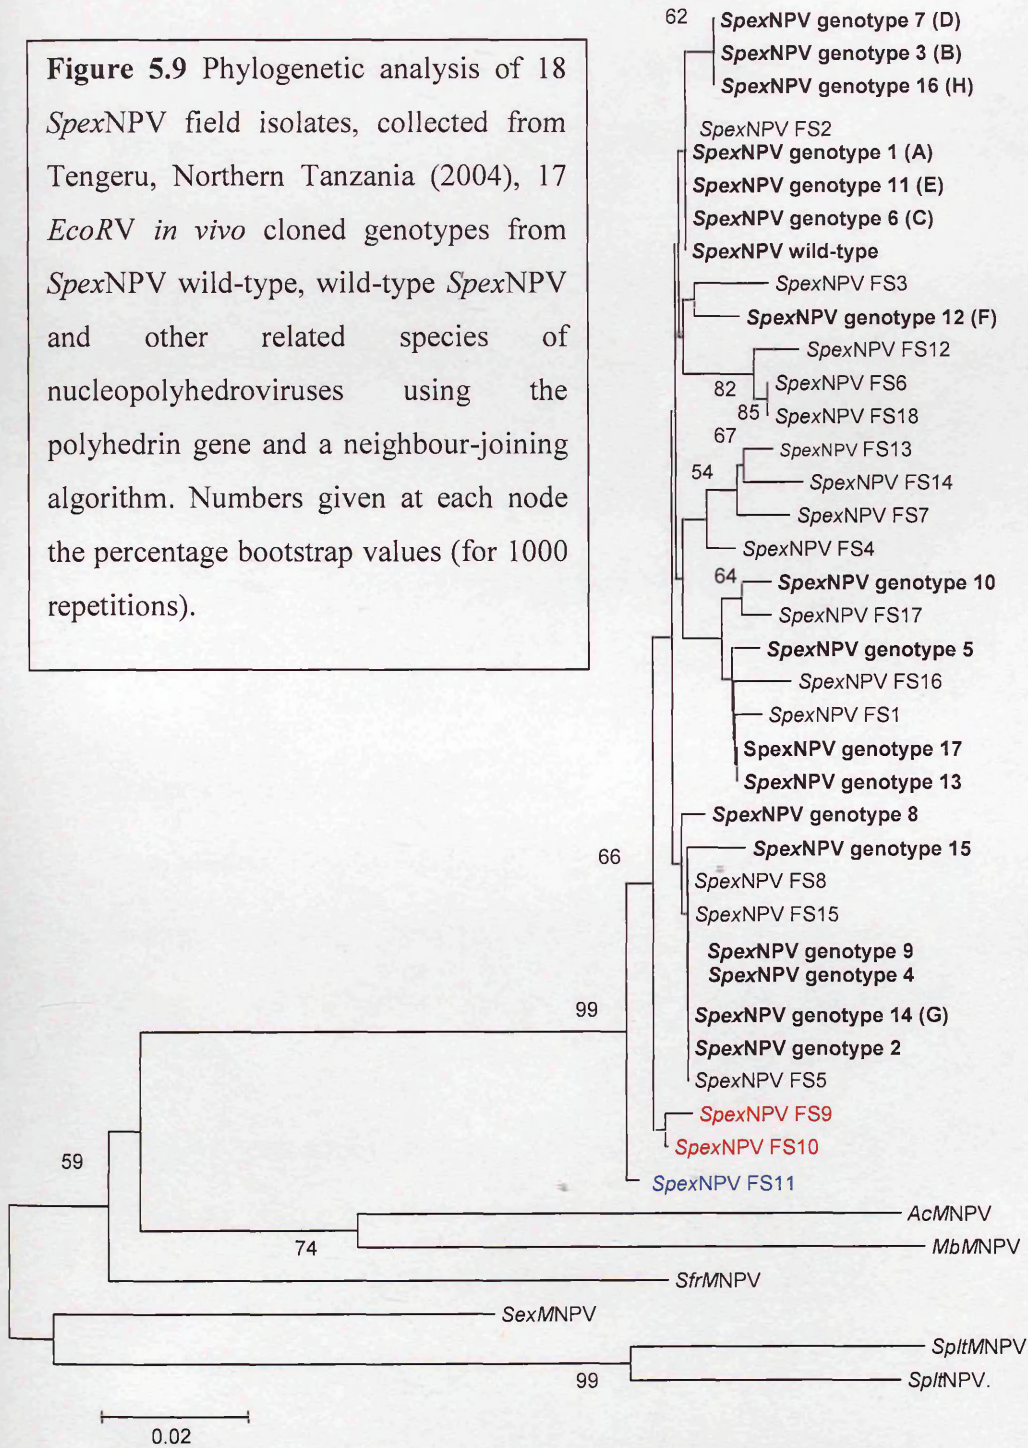 Figure 5.9 Phylogenetic analysis of 18
SpexNPV field isolates, collected from
Tengeru, Northern Tanzania (2004), 17
EcoRV in vivo cloned genotypes from
SpexNPV wild-type, wild-type SpexNPV
and other related species of
nucleopolyhedroviruses using the
polyhedrin gene and a neighbour-joining
algorithm. Numbers given at each node
the percentage bootstrap values (for 1000
repetitions).
62
SpexNPV genotype 7 (D)
SpexNPV genotype 3 (B)
SpexNPV genotype 16 (H)
SpexNPV FS2
SpexNPV genotype 1 (A)
SpexNPV genotype 11 (E)
SpexNPV genotype 6 (C)
SpexNPV wild-type
SpexNPV FS3
SpexNPV genotype 12 (F)
SpexNPV FS12
82
SpexNPV FS6
85
SpexNPV FS18
67
SpexNPV FS13
54
SpexNPV FS14
SpexNPV FS7
SpexNPV FS4
64
SpexNPV genotype 10
SpexNPV FS17
SpexNPV genotype 5
SpexNPV FS16
SpexNPV FS1
SpexNPV genotype 17
SpexNPV genotype 13
SpexNPV genotype 8
66
SpexNPV genotype 15
SpexNPV FS8
SpexNPV FS15
SpexNPV genotype 9
SpexNPV genotype 4
99
SpexNPV genotype 14 (G)
SpexNPV genotype 2
SpexNPV FS5
SpexNPV FS9
SpexNPV FS10
59
SpexNPV FS11
AcMNPV
74
MbMNPV
SfrMNPV
SexMNPV
SpltMNPV
99
SpltNPV.
0.02